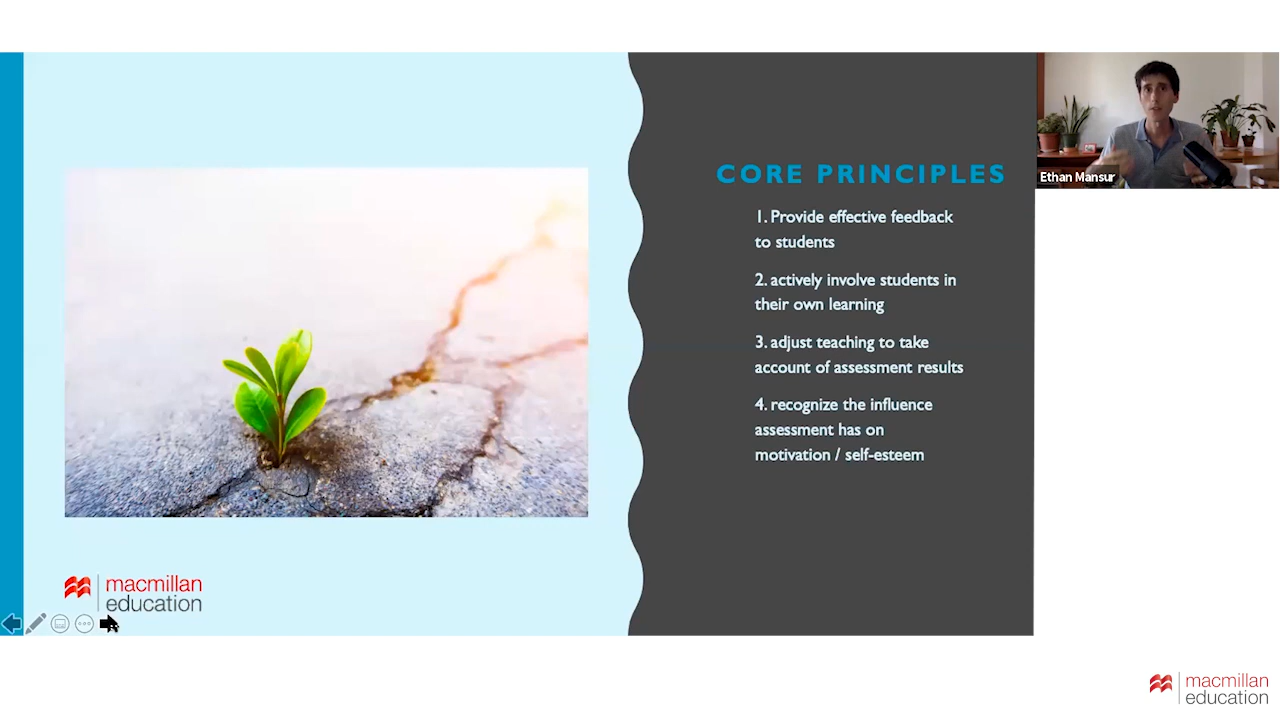 CORE PRINCIPLES
1. Provide effective feedback
to students
2. actively involve students in
their own learning
3. adjust teaching to take
account of assessment results
4. recognize the influence
assessment has on
motivation / self-esteem
Ethan Mansur
macmillan
education
macmillan
education